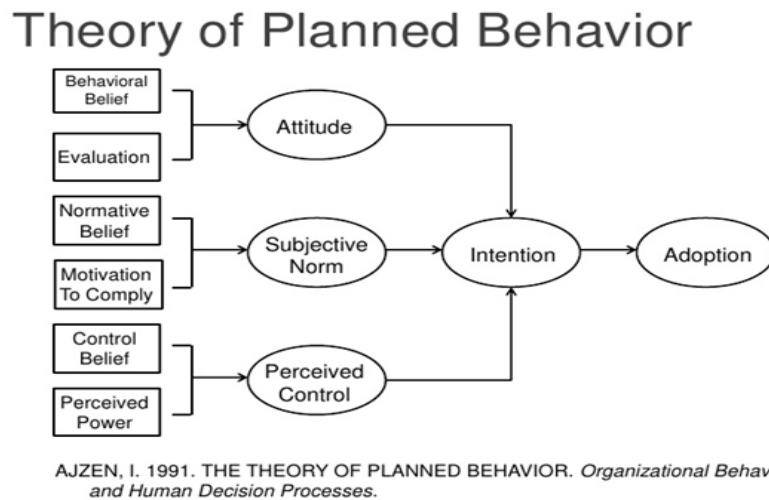 Theory of Planned Behavior
Behavioral
Belief
Evaluation
Attitude
Normative
Belief
Motivation
To Comply
Subjective
Norm
Intention
Adoption
Control
Belief
Perceived
Power
Perceived
Control
AJZEN, I. 1991. THE THEORY OF PLANNED BEHAVIOR. Organizational Behav
and Human Decision Processes.